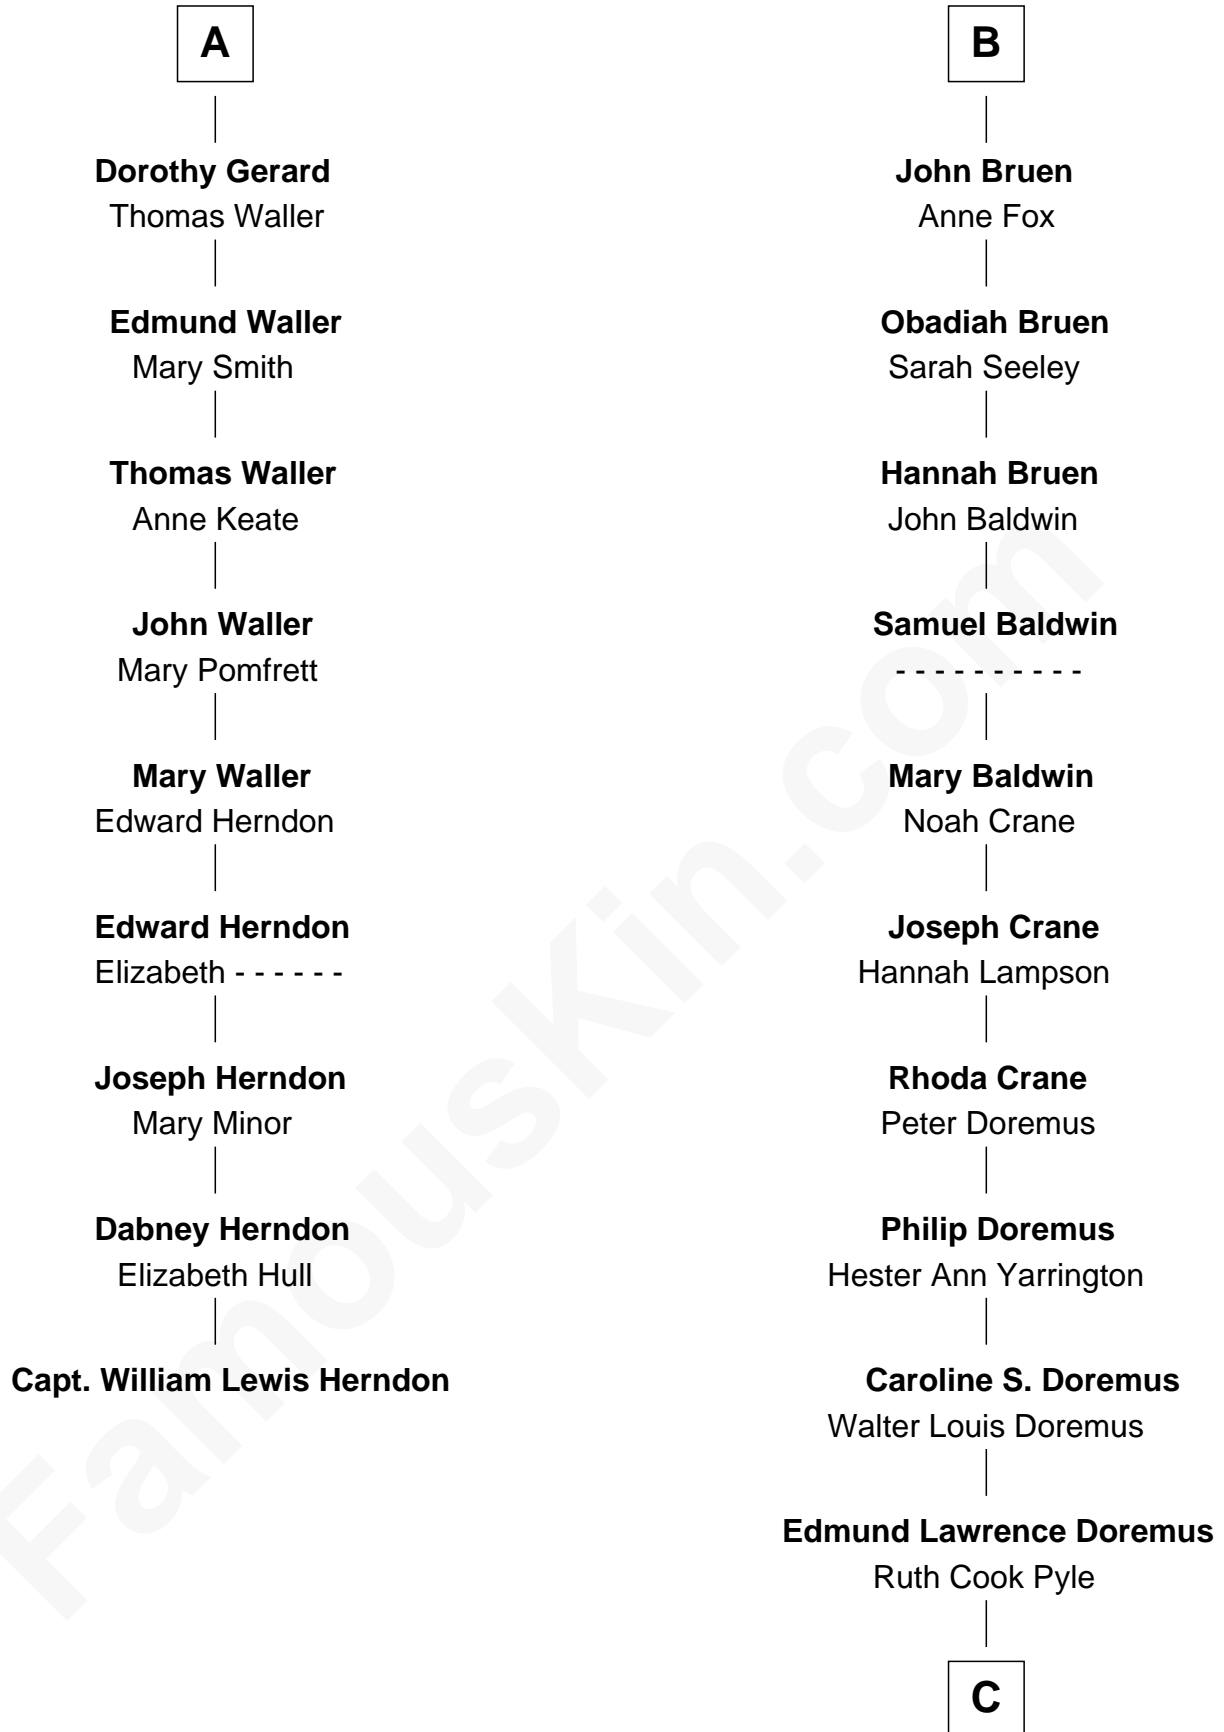 A
Dorothy Gerard
Thomas Waller
Edmund Waller
Mary Smith
Thomas Waller
Anne Keate
John Waller
Mary Pomfrett
Mary Waller
Edward Herndon
Edward Herndon
Elizabeth - - - - - -
Joseph Herndon
Mary Minor
Dabney Herndon
Elizabeth Hull
Capt. William Lewis Herndon
B
John Bruen
Anne Fox
Obadiah Bruen
Sarah Seeley
Hannah Bruen
John Baldwin
Samuel Baldwin
- - - - - - - - - -
Mary Baldwin
Noah Crane
Joseph Crane
Hannah Lampson
Rhoda Crane
Peter Doremus
Philip Doremus
Hester Ann Yarrington
Caroline S. Doremus
Walter Louis Doremus
Edmund Lawrence Doremus
Ruth Cook Pyle
C
FamousKin.com